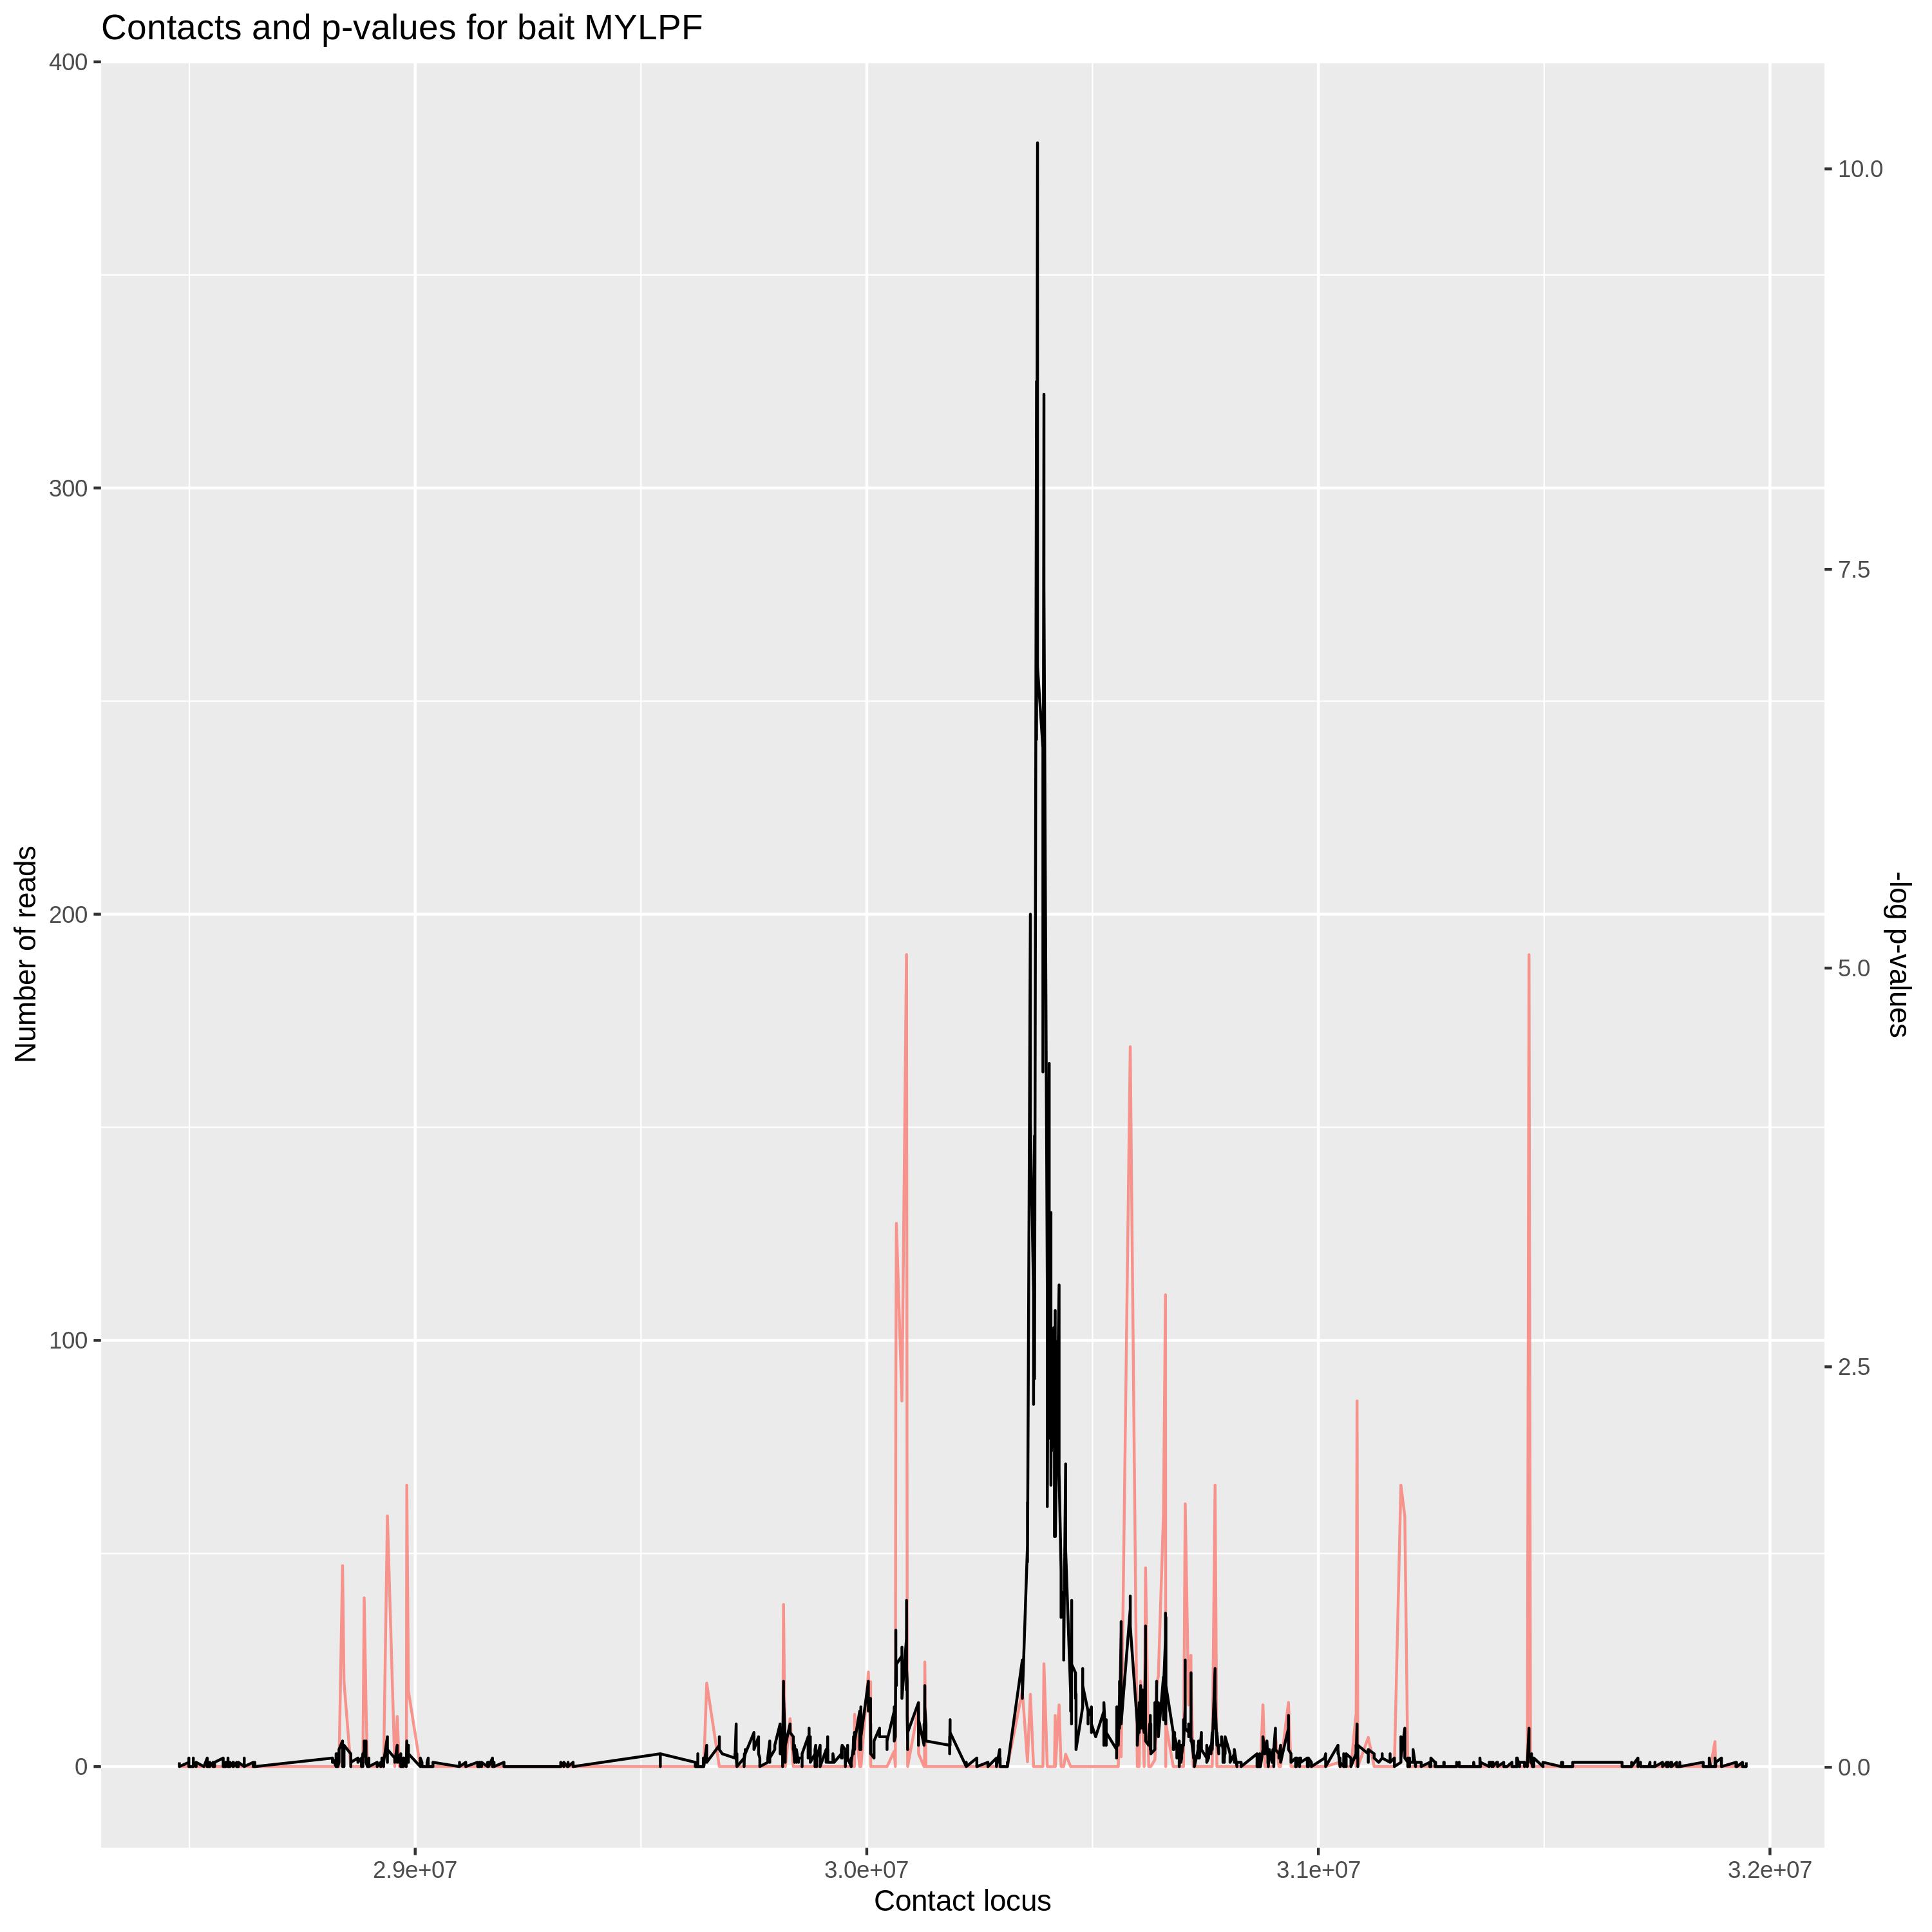 Contacts and p-values for bait MYLPF
400
300
200
100
0
Number of reads
10.0
7.5
5.0
2.5
0.0
-log p-values
2.9e+07
3.0e+07
3.1e+07
3.2e+07
Contact locus